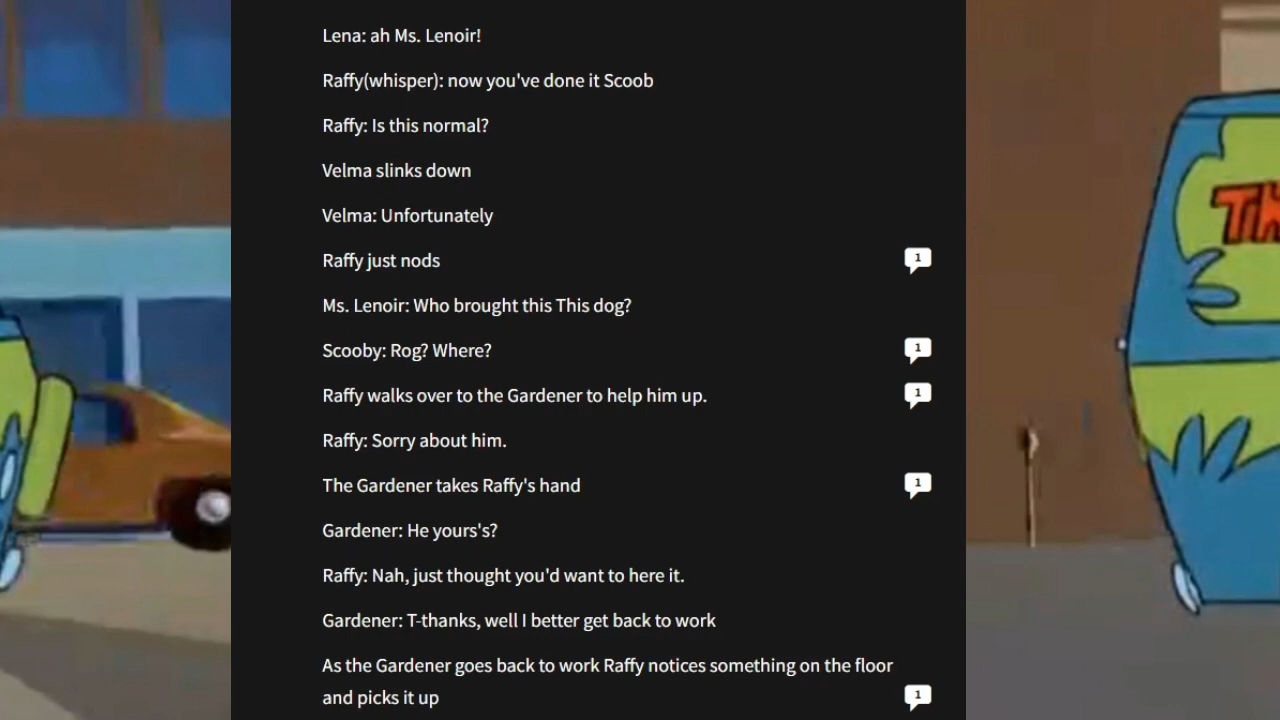 Lena: ah Ms. Lenoir!
Raffy(whisper): now you've done it Scoob
Raffy: Is this normal?
Velma slinks down
Velma: Unfortunately
Raffy just nods
1
Ms. Lenoir: Who brought this This dog?
Scooby: Rog? Where?
1
Raffy walks over to the Gardener to help him up.
1
Raffy: Sorry about him.
The Gardener takes Raffy's hand
1
Gardener: He yours's?
Raffy: Nah, just thought you'd want to here it.
Gardener: T-thanks, well I better get back to work
As the Gardener goes back to work Raffy notices something on the floor
and picks it up
1